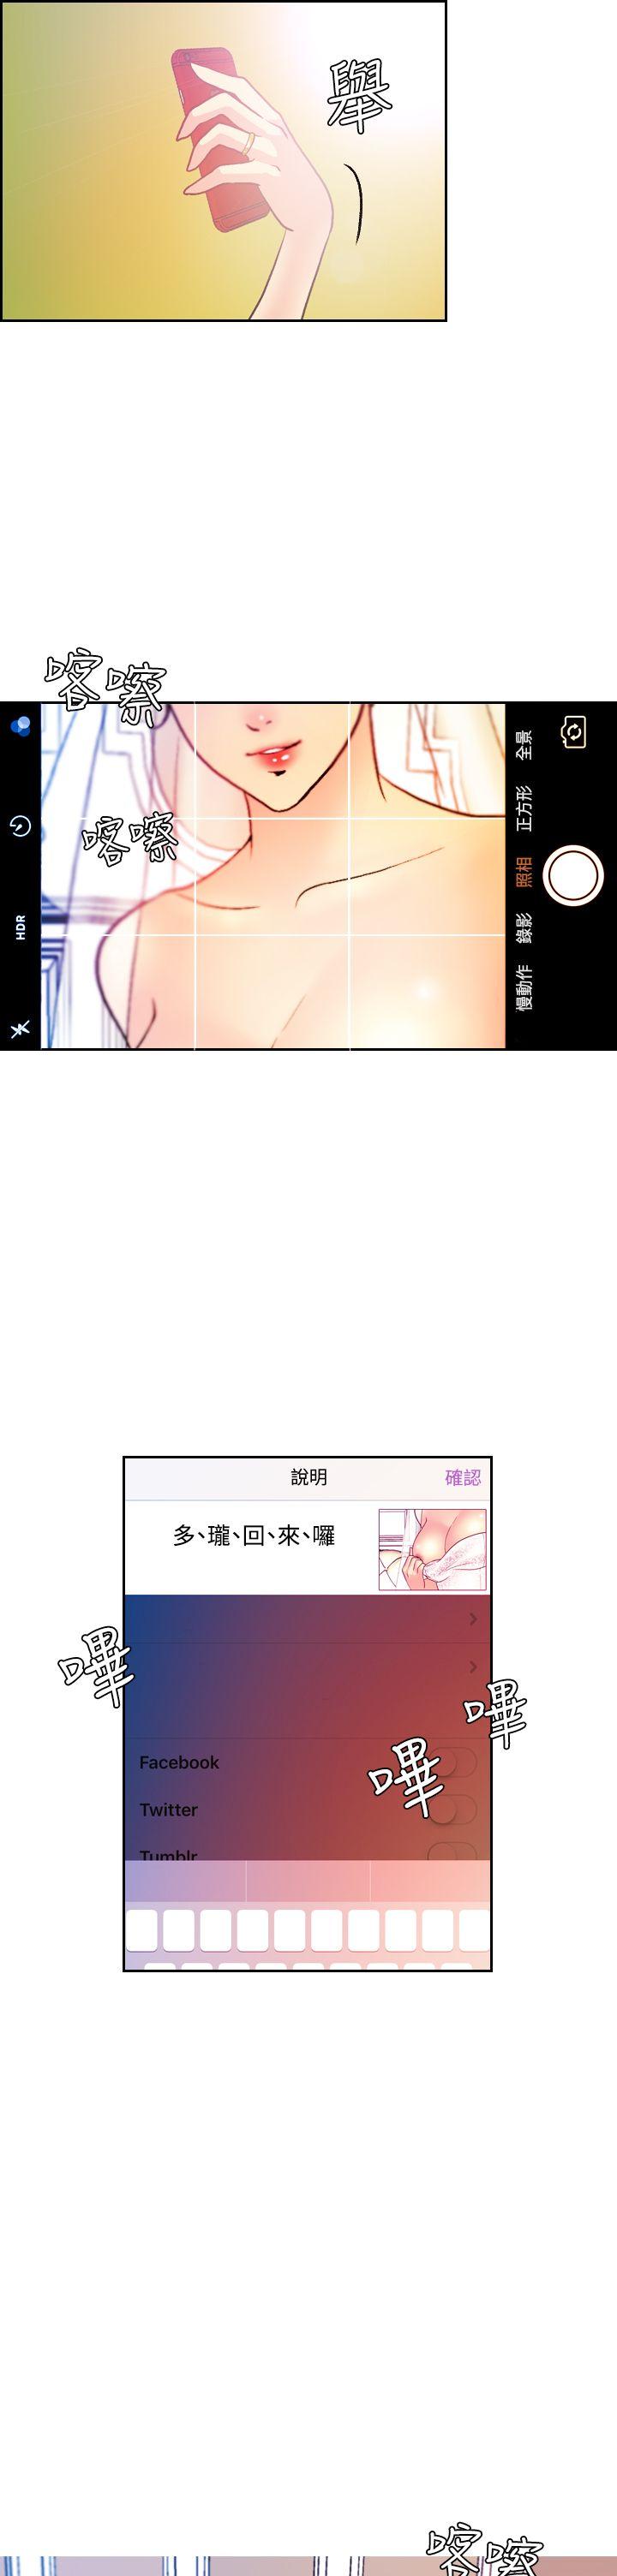 舉
喀嚓
喀嚓
全景
正方形
照相
錄影
慢動作
HDR
說明
確認
多、瓏、回、來、囉
嗶
嗶
嗶
Facebook
Twitter
Tumblr
喀嚓